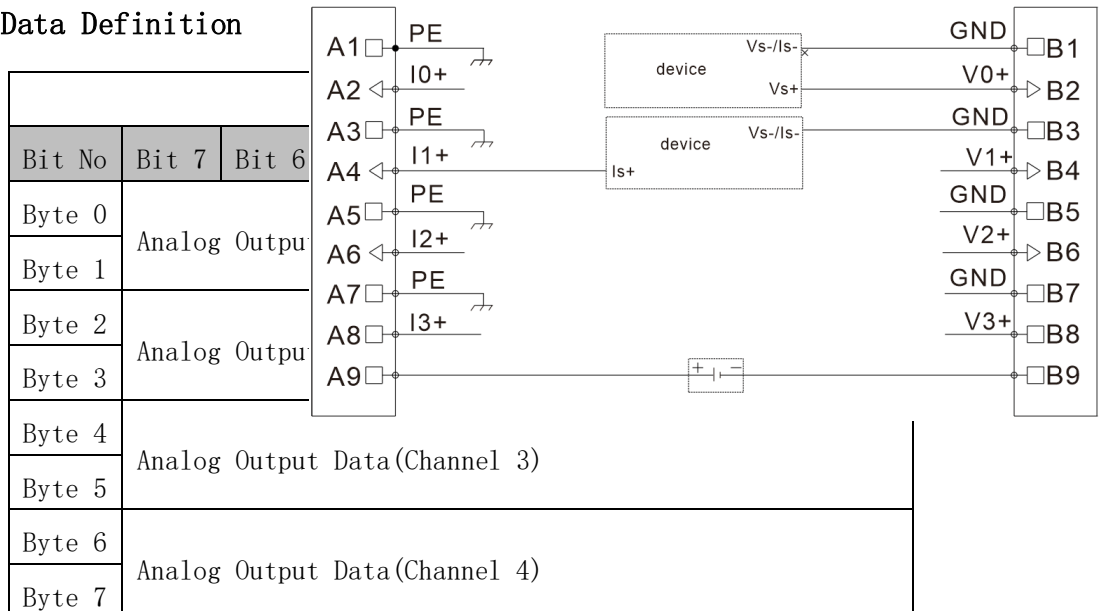 Data Definition
Bit No Bit 7 Bit 6
Byte 0
Analog Outpu
Byte 1
Byte 2
Analog Outpu
Byte 3
Byte 4
Analog Output Data(Channel 3)
Byte 5
Byte 6
Analog Output Data(Channel 4)
Byte 7
A1 PE
A2 I0+
A3 PE
A4 I1+
A5 PE
A6 I2+
A7 PE
A8 I3+
A9
device Vs-/Is-
Vs+
device Vs-/Is-
Is+
+ −
GND B1
V0+ B2
GND B3
V1+ B4
GND B5
V2+ B6
GND B7
V3+ B8
B9